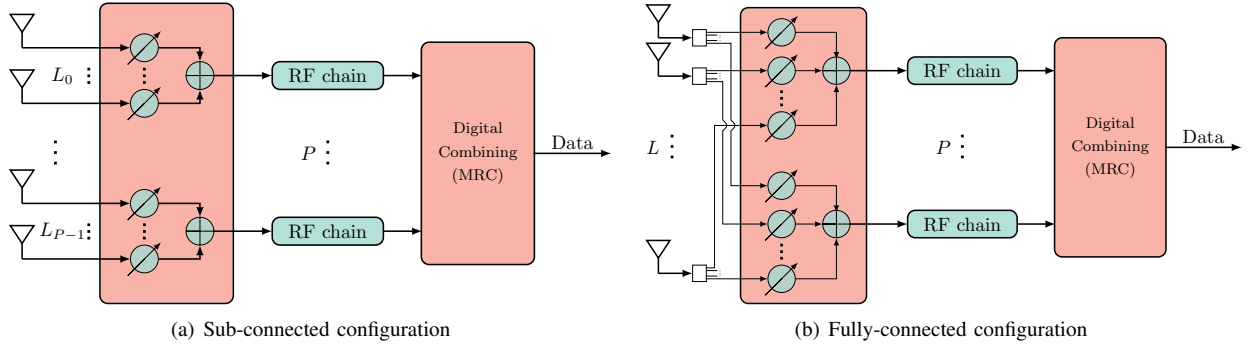 L_0
RF chain
P
Digital
Combining
(MRC)
Data
L_{P-1}
RF chain
(a) Sub-connected configuration
RF chain
L
P
Digital
Combining
(MRC)
Data
RF chain
(b) Fully-connected configuration